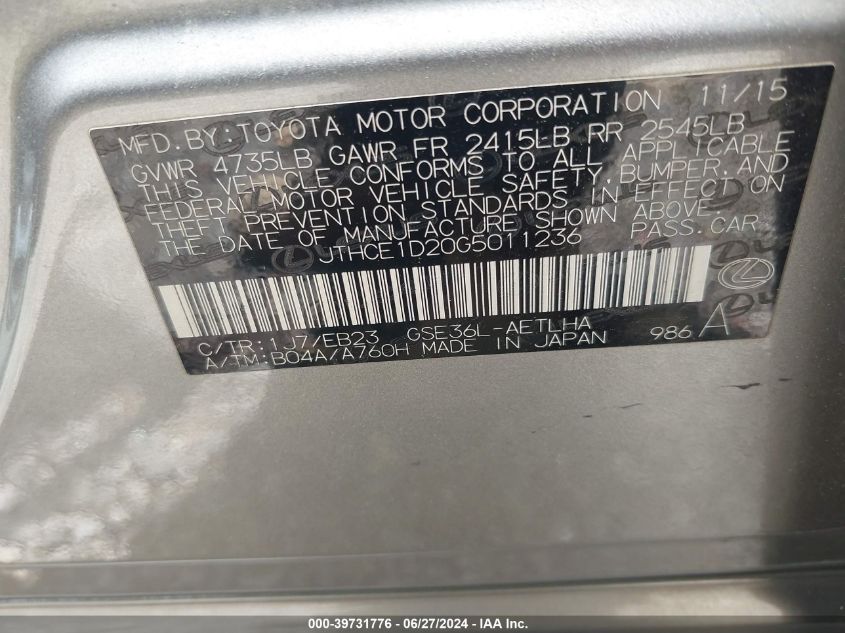 MFD.BY:TOYOTA MOTOR CORPORATION 11/15
GVWR 4735LB GAWR FR 2415LB RR 2545LB
THIS VEHICLE CONFORMS TO ALL APPLICABLE
FEDERAL MOTOR VEHICLE SAFETY,BUMPER,AND
THEFT PREVENTION STANDARDS IN EFFECT ON
THE DATE OF MANUFACTURE SHOWN ABOVE.
JTHCE1D20G5011236 PASS.CAR
C/TR:1J7/EB23 GSE36L-AETLHA
A/TM:B04A/A760H MADE IN JAPAN 986 A
000-39731776 - 06/27/2024 - © IAA Inc.